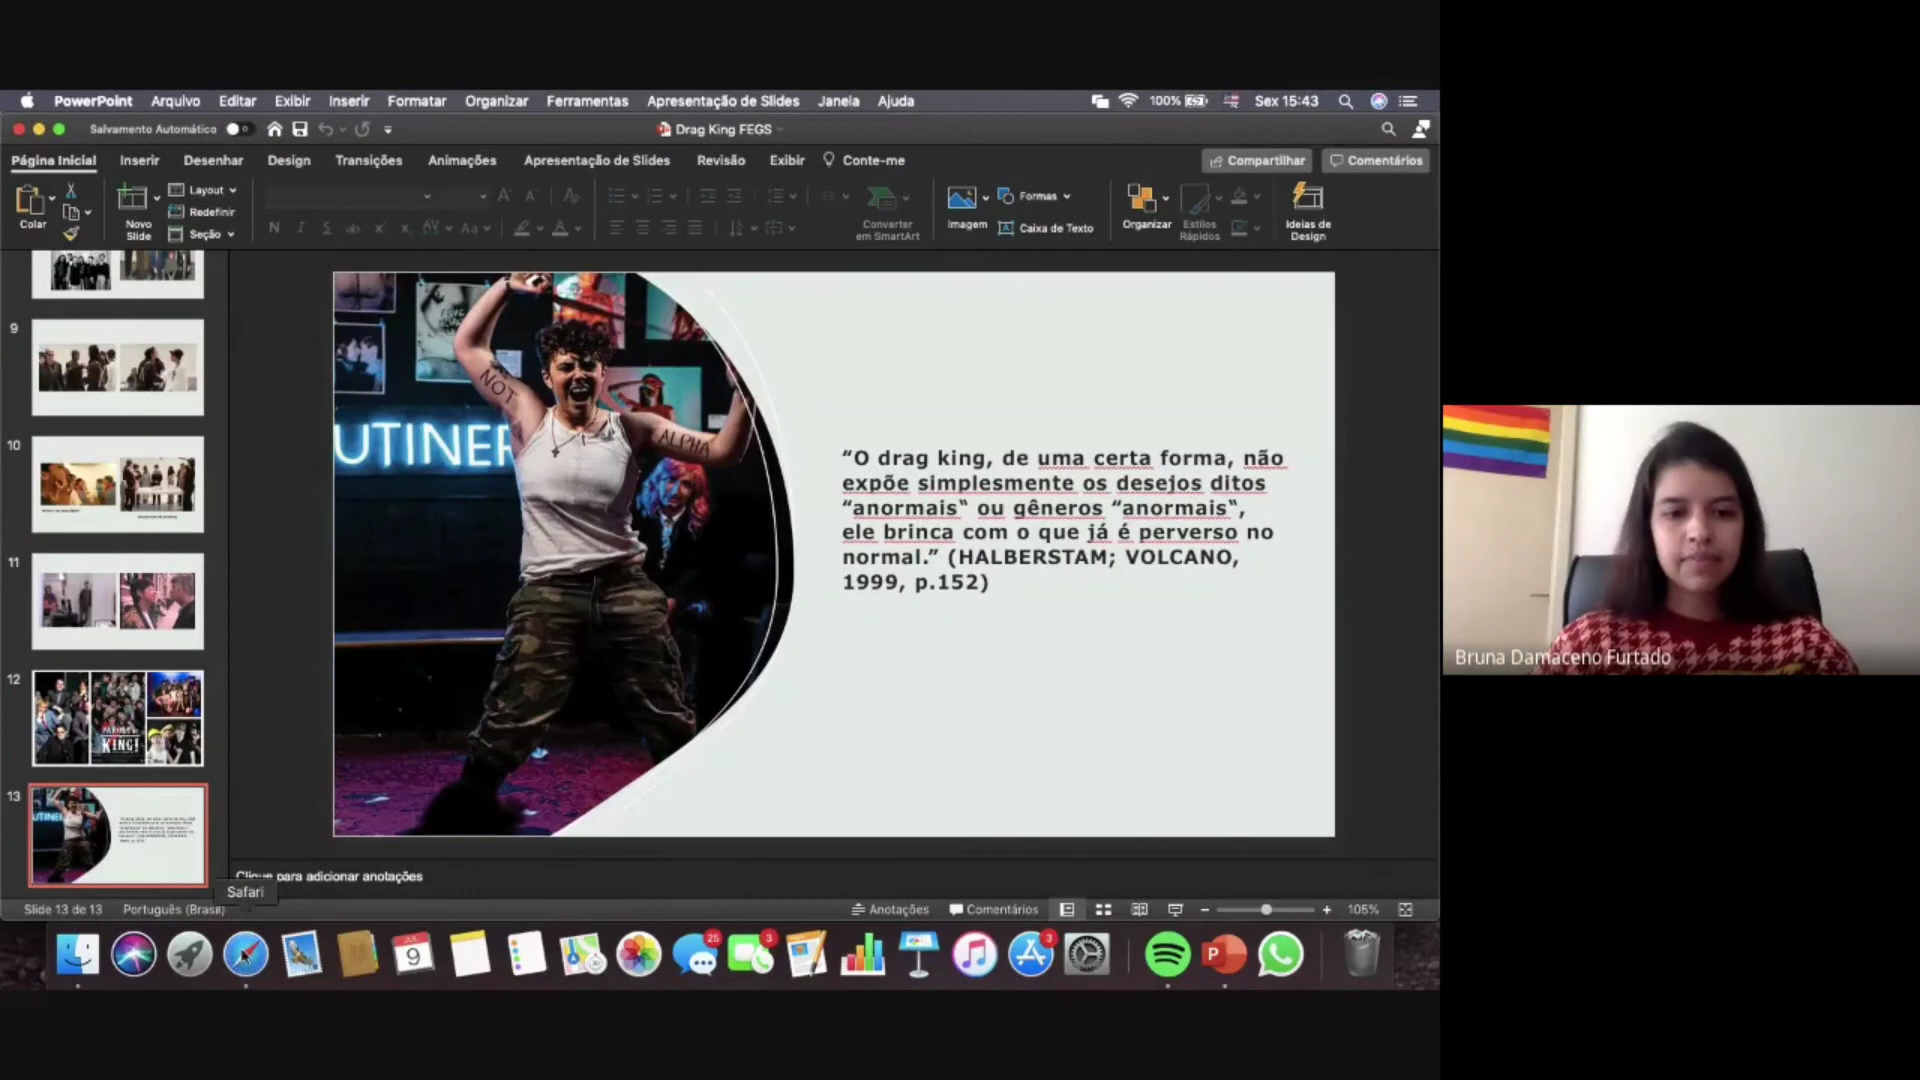 PowerPoint Arquivo Editar Exibir Inserir Formatar Organizar Ferramentas Apresentação de Slides Janela Ajuda 100% Sex 15:43
Salvamento Automático Drag King FEGS
Página Inicial Inserir Desenhar Design Transições Animações Apresentação de Slides Revisão Exibir Conte-me Compartilhar Comentários
Colar
Novo Slide
Layout
Redefinir
Seção
N I S
Converter em SmartArt
Imagem
Formas
Caixa de Texto
Organizar
Estilos Rápidos
Ideias de Design
9
10
11
12
KING!
13
UTINER
NOT
ALPHA
“O drag king, de uma certa forma, não
expõe simplesmente os desejos ditos
“anormais“ ou gêneros “anormais“,
ele brinca com o que já é perverso no
normal.” (HALBERSTAM; VOLCANO,
1999, p.152)
Clique para adicionar anotações
Safari
Slide 13 de 13 Português (Brasil) Anotações Comentários 105%
JUL
9
25
3
3
Bruna Damaceno Furtado